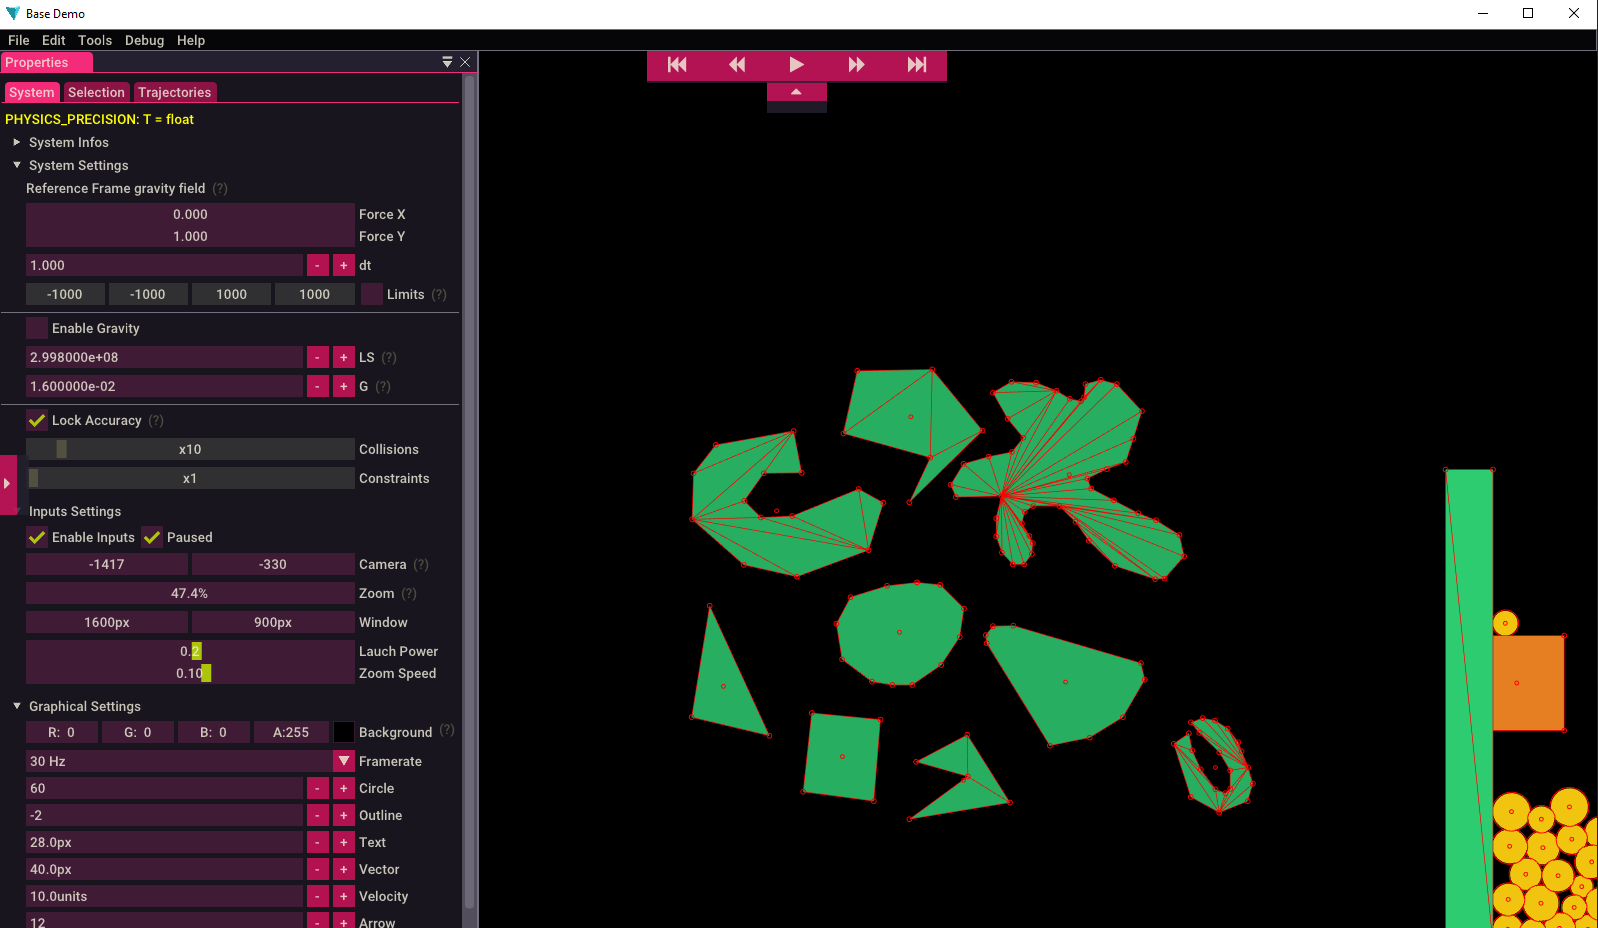 Base Demo
File Edit Tools Debug Help
Properties
System Selection Trajectories
PHYSICS_PRECISION: T = float
System Infos
System Settings
Reference Frame gravity field (?)
0.000 Force X
1.000 Force Y
1.000 - + dt
-1000 -1000 1000 1000 Limits (?)
Enable Gravity
2.998000e+08 - + LS (?)
1.600000e-02 - + G (?)
Lock Accuracy (?)
x10 Collisions
x1 Constraints
Inputs Settings
Enable Inputs Paused
-1417 -330 Camera (?)
47.4% Zoom (?)
1600px 900px Window
0.2 Lauch Power
0.10 Zoom Speed
Graphical Settings
R: 0 G: 0 B: 0 A:255 Background (?)
30 Hz Framerate
60 - + Circle
-2 - + Outline
28.0px - + Text
40.0px - + Vector
10.0units - + Velocity
12 - + Arrow